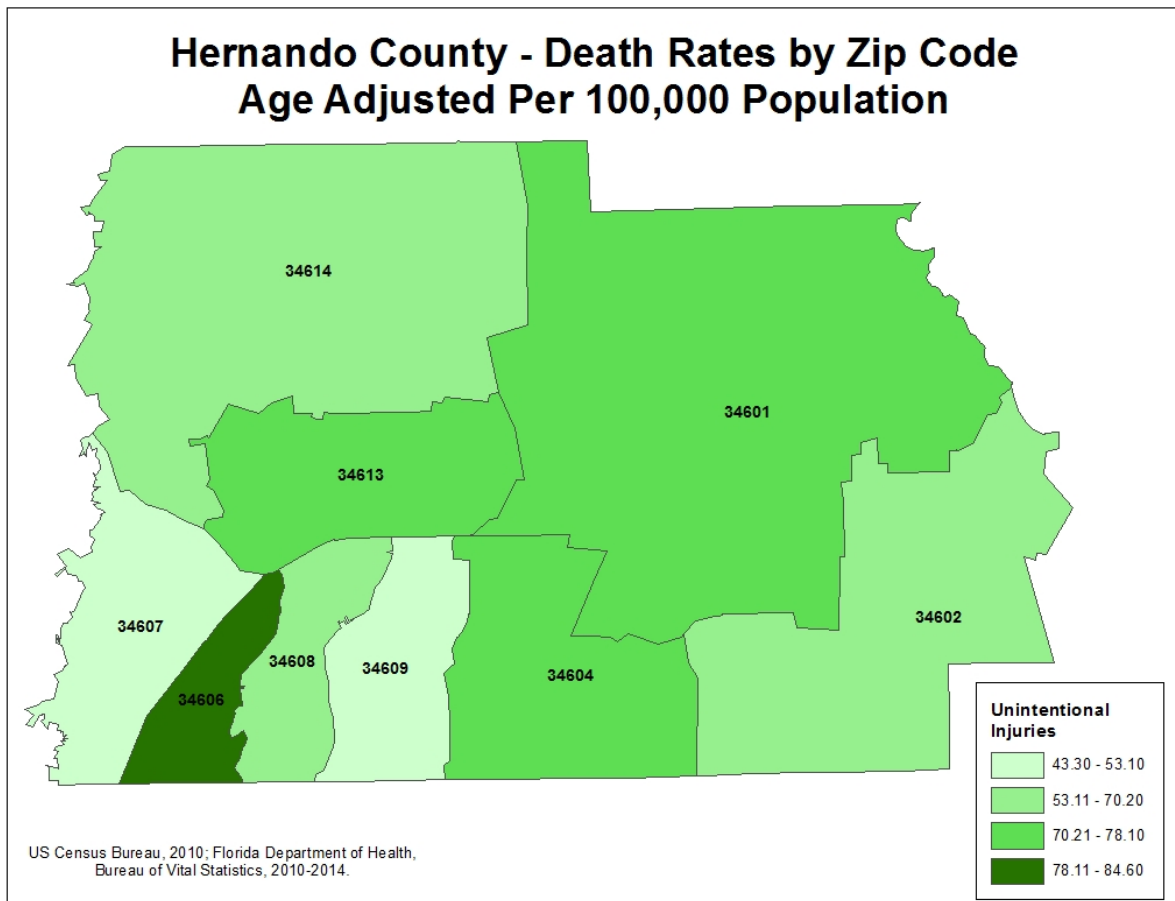 Hernando County - Death Rates by Zip Code
Age Adjusted Per 100,000 Population
34614
34601
34613
34607
34602
34608
34609
34604
34606
Unintentional
Injuries
43.30 - 53.10
53.11 - 70.20
70.21 - 78.10
78.11 - 84.60
US Census Bureau, 2010; Florida Department of Health,
Bureau of Vital Statistics, 2010-2014.